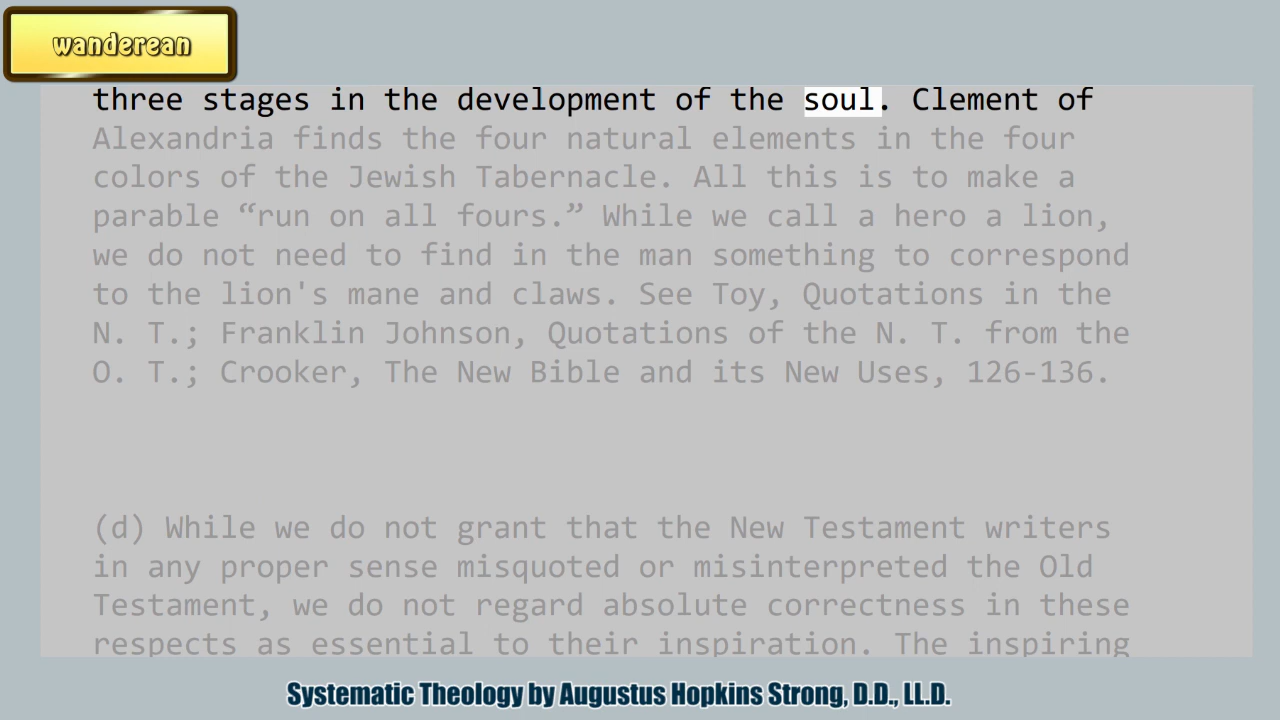 wanderean
three stages in the development of the soul. Clement of
Alexandria finds the four natural elements in the four
colors of the Jewish Tabernacle. All this is to make a
parable “run on all fours.” While we call a hero a lion,
we do not need to find in the man something to correspond
to the lion's mane and claws. See Toy, Quotations in the
N. T.; Franklin Johnson, Quotations of the N. T. from the
O. T.; Crooker, The New Bible and its New Uses, 126-136.
(d) While we do not grant that the New Testament writers
in any proper sense misquoted or misinterpreted the Old
Testament, we do not regard absolute correctness in these
respects as essential to their inspiration. The inspiring
Systematic Theology by Augustus Hopkins Strong, D.D., LL.D.